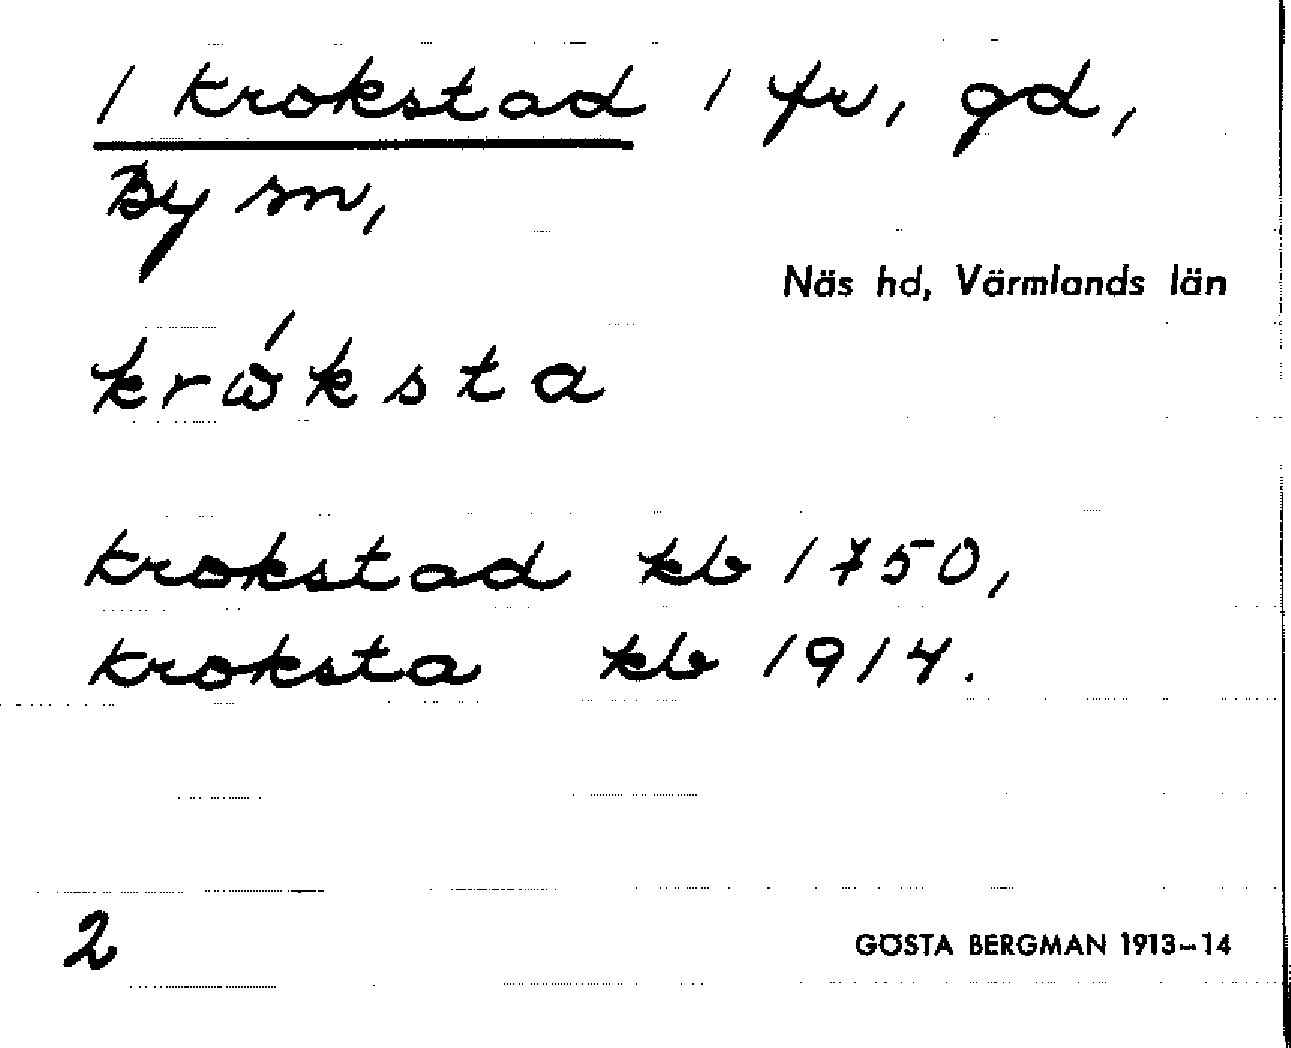 1 Krokstad 1 fr, gd,
By sn,
Näs hd, Värmlands län
krώksta
Krokstad kb 1750,
Kroksta kb 1914.
2
GÖSTA BERGMAN 1913-14